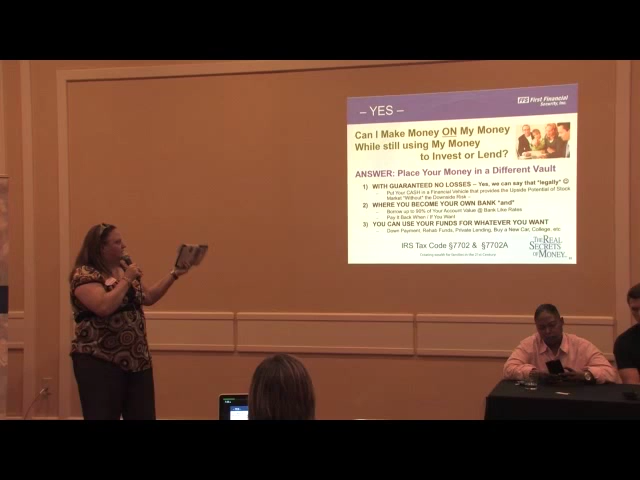 – YES –
FFS First Financial
Security, Inc.
Can I Make Money ON My Money
While still using My Money
to Invest or Lend?
ANSWER: Place Your Money in a Different Vault
1) WITH GUARANTEED NO LOSSES – Yes, we can say that "legally" ☺
– Put Your CASH in a Financial Vehicle that provides the Upside Potential of Stock
Market "Without" the Downside Risk -
2) WHERE YOU BECOME YOUR OWN BANK "and"
– Borrow up to 90% of Your Account Value @ Bank Like Rates
– Pay It Back When / If You Want
3) YOU CAN USE YOUR FUNDS FOR WHATEVER YOU WANT
– Down Payment, Rehab Funds, Private Lending, Buy a New Car, College, etc.
IRS Tax Code §7702 & §7702A
THE REAL
SECRETS
OF MONEY